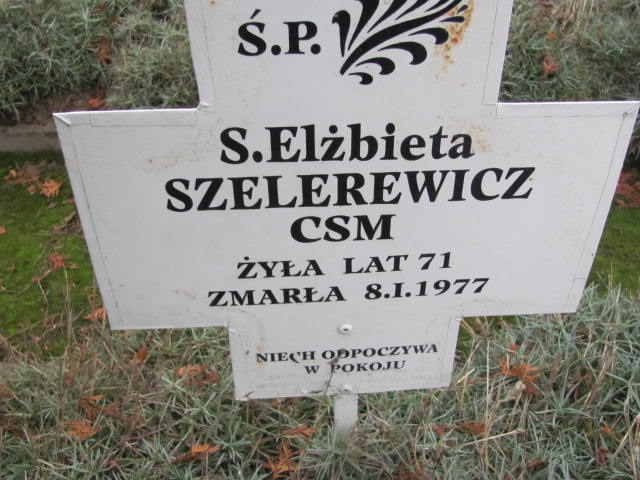 Ś.P.
S.Elżbieta
SZELEREWICZ
CSM
ŻYŁA LAT 71
ZMARŁA 8.I.1977
NIECH ODPOCZYWA
W POKOJU